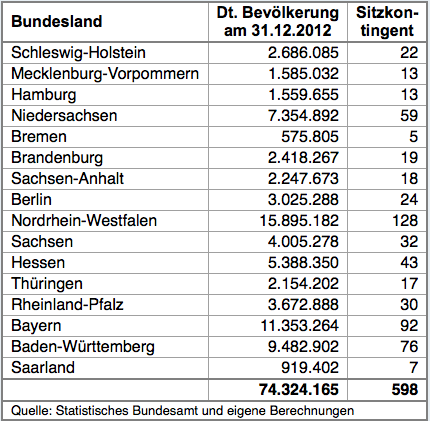 Bundesland Dt. Bevölkerung am 31.12.2012 Sitzkon-tingent
Schleswig-Holstein 2.686.085 22
Mecklenburg-Vorpommern 1.585.032 13
Hamburg 1.559.655 13
Niedersachsen 7.354.892 59
Bremen 575.805 5
Brandenburg 2.418.267 19
Sachsen-Anhalt 2.247.673 18
Berlin 3.025.288 24
Nordrhein-Westfalen 15.895.182 128
Sachsen 4.005.278 32
Hessen 5.388.350 43
Thüringen 2.154.202 17
Rheinland-Pfalz 3.672.888 30
Bayern 11.353.264 92
Baden-Württemberg 9.482.902 76
Saarland 919.402 7
74.324.165 598
Quelle: Statistisches Bundesamt und eigene Berechnungen